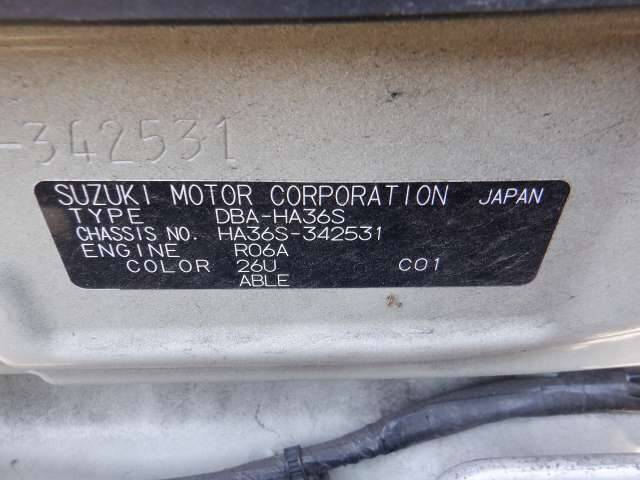 -342531
SUZUKI MOTOR CORPORATION JAPAN
TYPE DBA-HA36S
CHASSIS NO. HA36S-342531
ENGINE R06A
COLOR 26U C01
ABLE